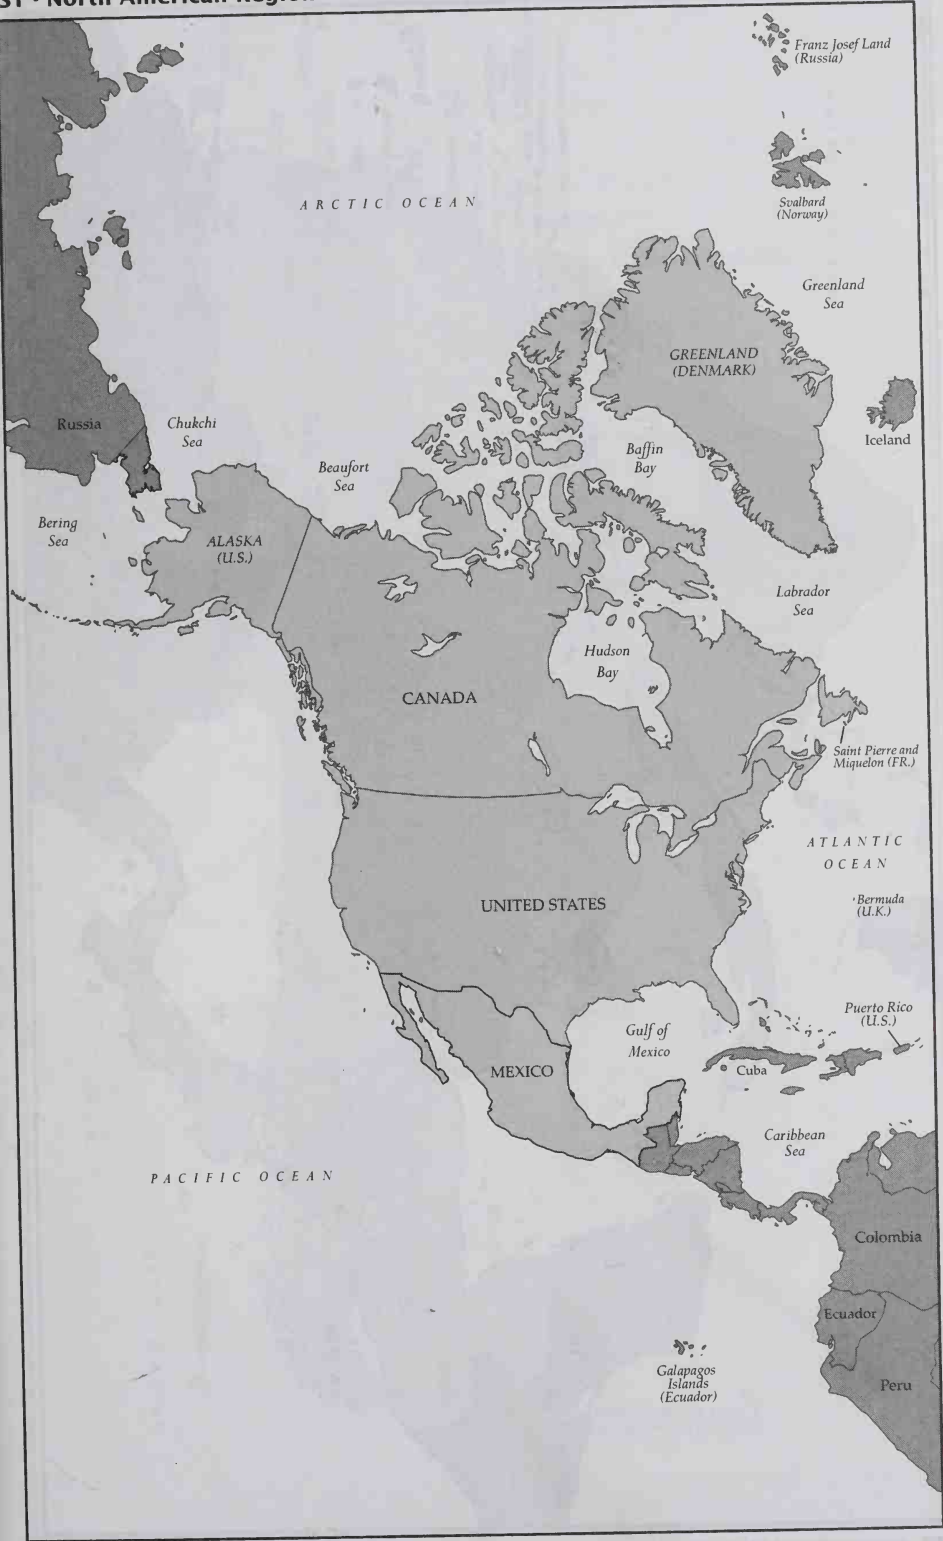 North American Region
Franz Josef Land
(Russia)
ARCTIC OCEAN
Svalbard
(Norway)
Greenland
Sea
GREENLAND
(DENMARK)
Iceland
Russia
Chukchi
Sea
Baffin
Bay
Beaufort
Sea
Bering
Sea
ALASKA
(U.S.)
Labrador
Sea
Hudson
Bay
CANADA
Saint Pierre and
Miquelon (FR.)
ATLANTIC
OCEAN
UNITED STATES
Bermuda
(U.K.)
Puerto Rico
(U.S.)
Gulf of
Mexico
MEXICO
Cuba
Caribbean
Sea
PACIFIC OCEAN
Colombia
Ecuador
Galapagos
Islands
(Ecuador)
Peru